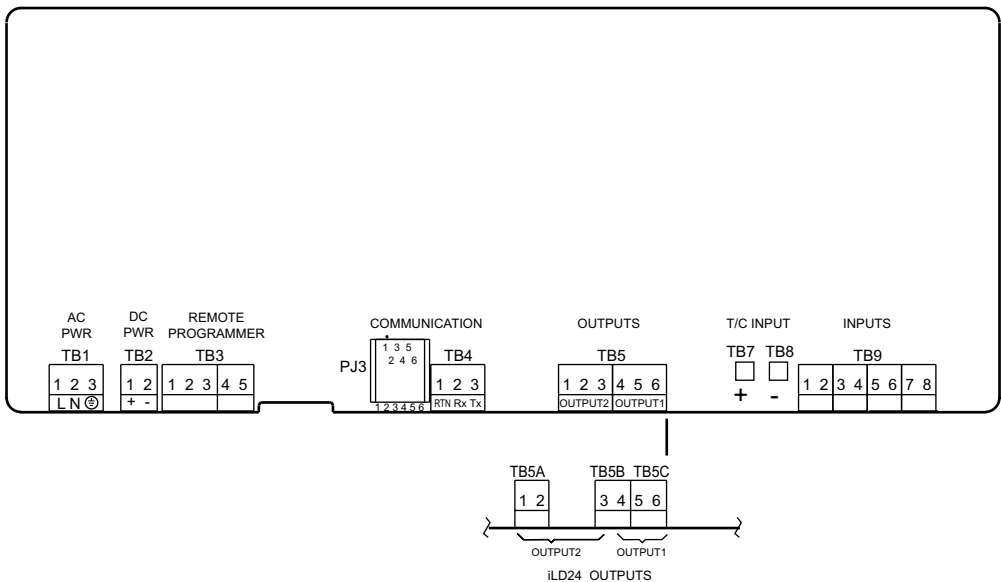 AC
PWR
DC
PWR
REMOTE
PROGRAMMER
COMMUNICATION
OUTPUTS
T/C INPUT
INPUTS
TB1
TB2
TB3
PJ3
TB4
TB5
TB7
TB8
TB9
1 3 5
2 4 6
1 2 3
1 2
1 2 3 4 5
1 2 3
1 2 3 4 5 6
1 2 3 4 5 6 7 8
L N
+ -
1 2 3 4 5 6
RTN Rx Tx
OUTPUT2 OUTPUT1
+ -
TB5A
TB5B TB5C
1 2
3 4 5 6
OUTPUT2
OUTPUT1
iLD24 OUTPUTS